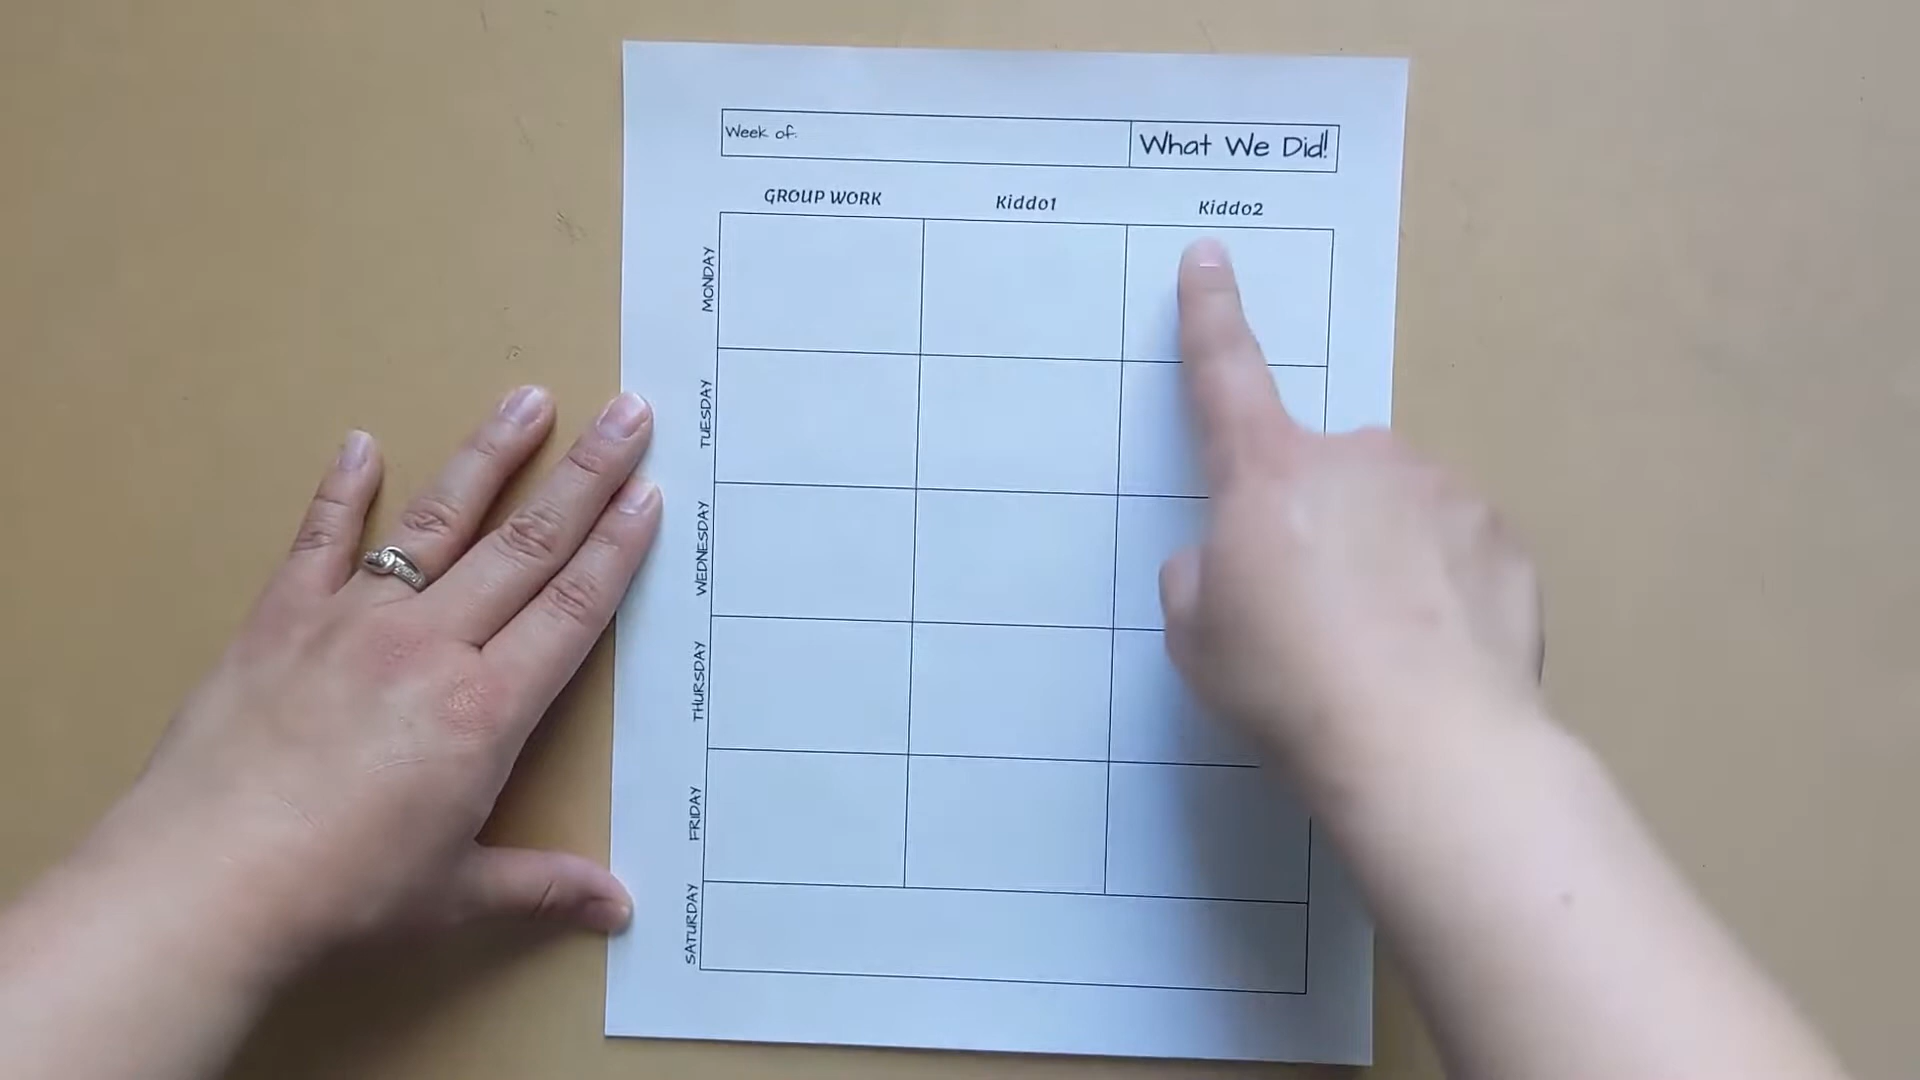 Week of:
What We Did!
GROUP WORK
Kiddo1
Kiddo2
MONDAY
TUESDAY
WEDNESDAY
THURSDAY
FRIDAY
SATURDAY